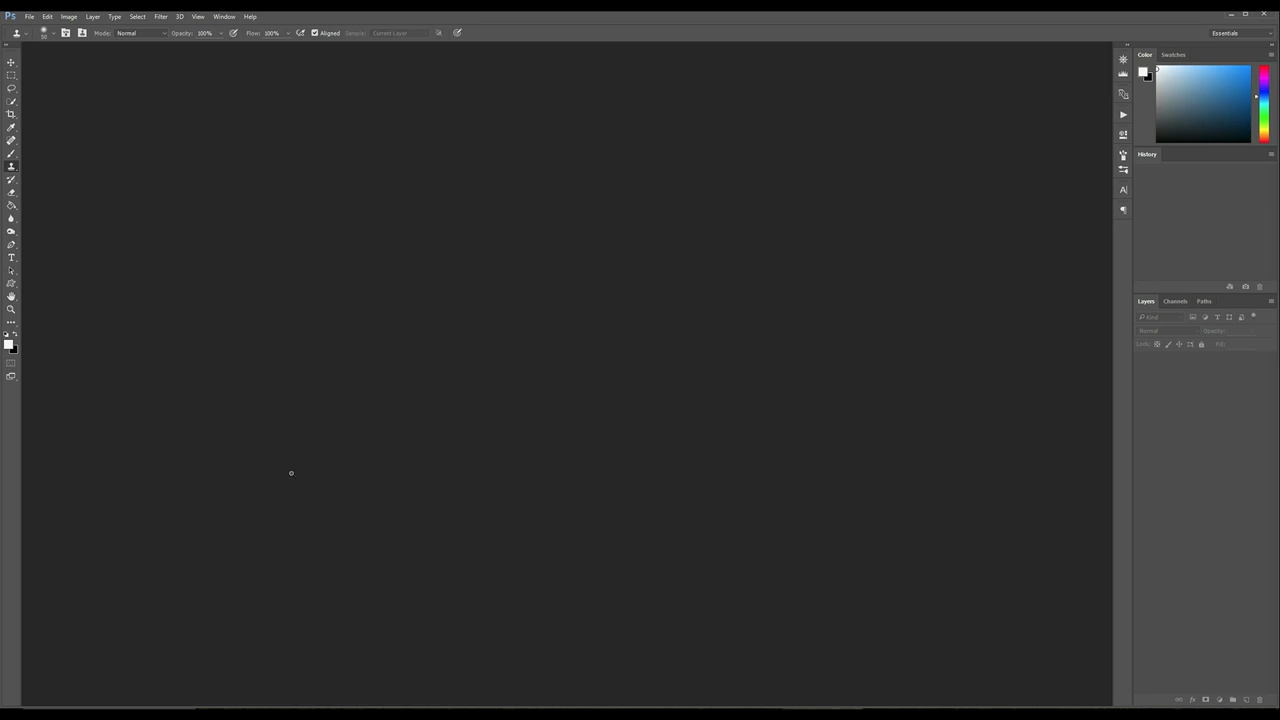 Ps File Edit Image Layer Type Select Filter 3D View Window Help
50 Mode: Normal Opacity: 100% Flow: 100% Aligned Sample: Current Layer Essentials
Color Swatches
History
Layers Channels Paths
Kind
Normal Opacity:
Lock: Fill: